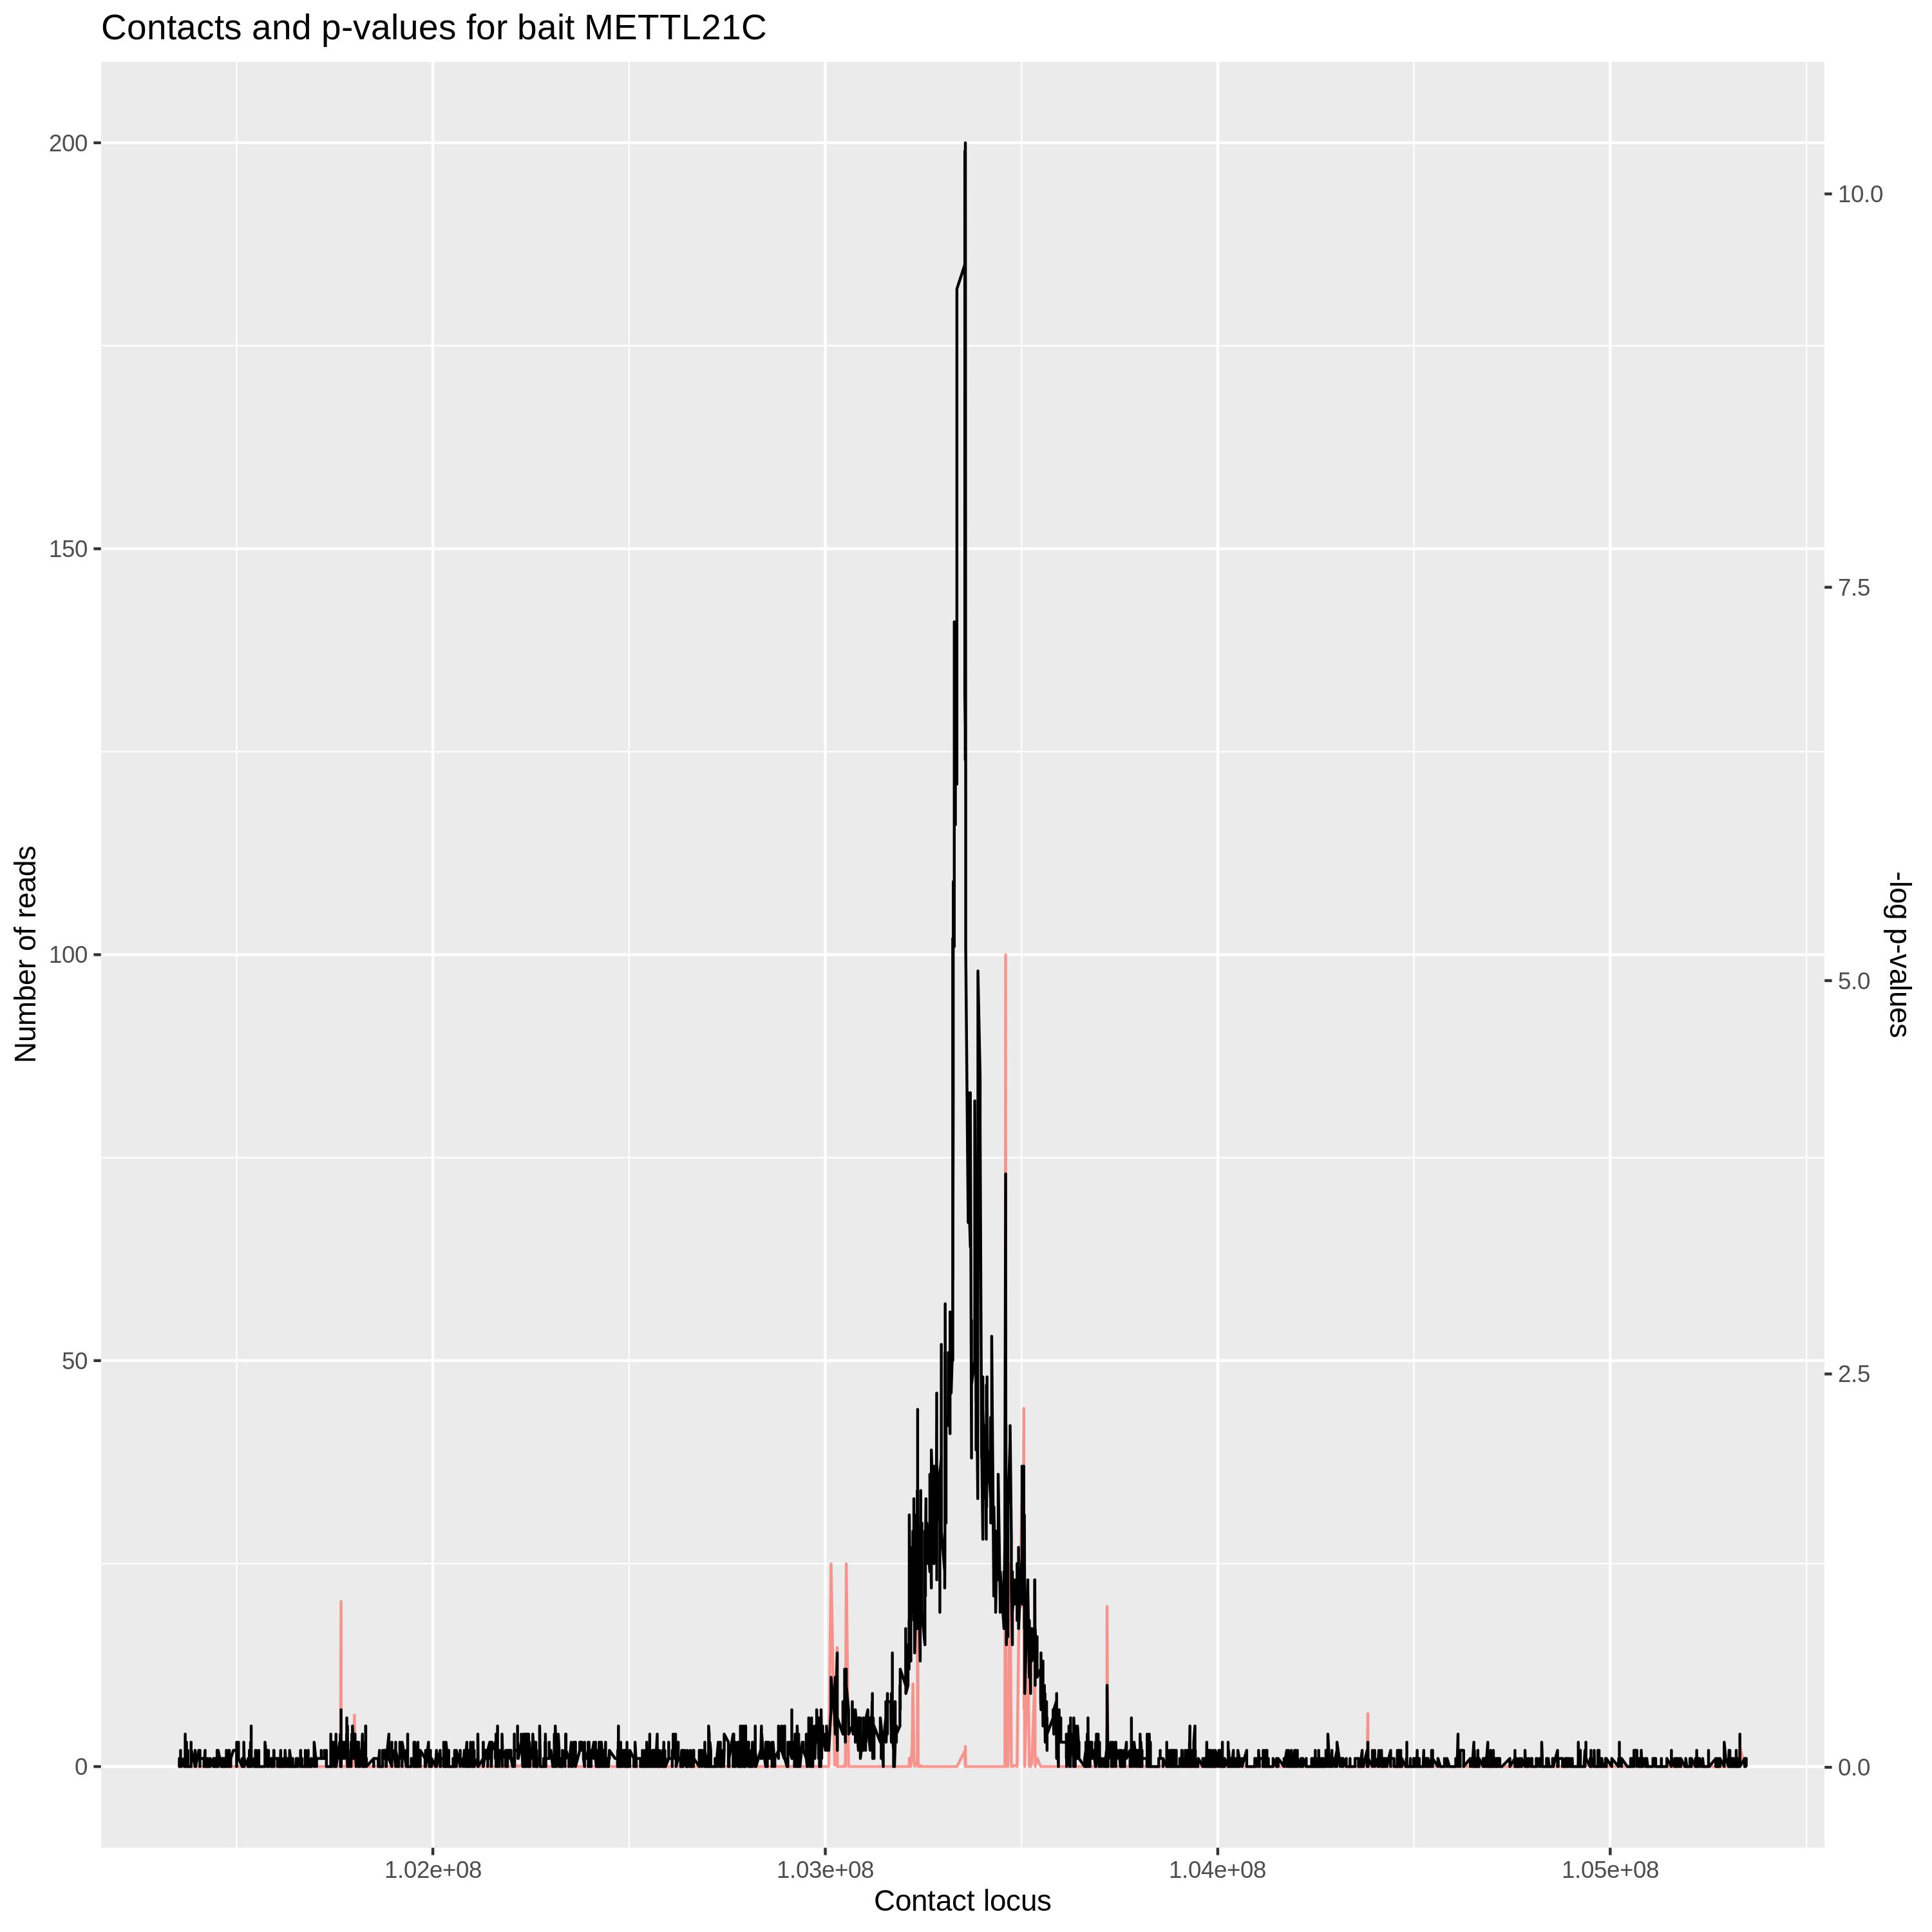 Contacts and p-values for bait METTL21C
200
150
100
50
0
Number of reads
10.0
7.5
5.0
2.5
0.0
-log p-values
1.02e+08
1.03e+08
1.04e+08
1.05e+08
Contact locus